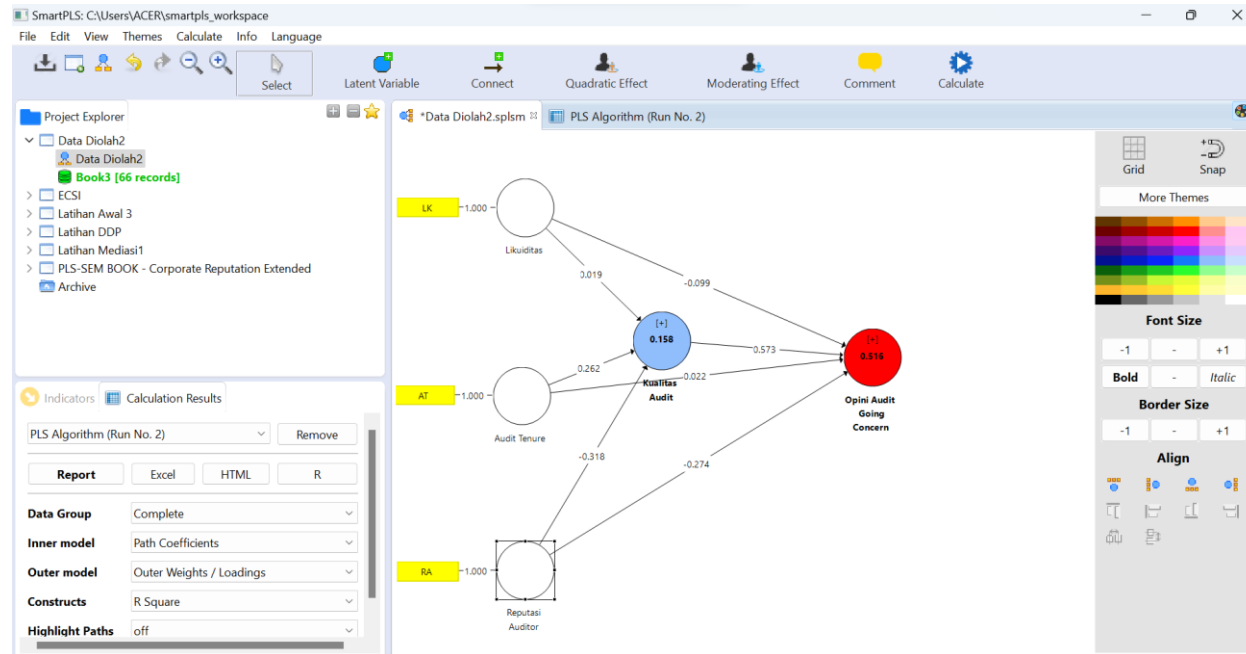 SmartPLS: C:\Users\ACER\smartpls_workspace
File Edit View Themes Calculate Info Language
Select
Latent Variable
Connect
Quadratic Effect
Moderating Effect
Comment
Calculate
Project Explorer
Data Diolah2
Data Diolah2
Book3 [66 records]
ECSI
Latihan Awal 3
Latihan DDP
Latihan Mediasi1
PLS-SEM BOOK - Corporate Reputation Extended
Archive
Indicators
Calculation Results
PLS Algorithm (Run No. 2)
Remove
Report
Excel
HTML
R
Data Group
Complete
Inner model
Path Coefficients
Outer model
Outer Weights / Loadings
Constructs
R Square
Highlight Paths
off
*Data Diolah2.splsm
PLS Algorithm (Run No. 2)
LK
1.000
Likuiditas
0.019
-0.099
[+]
0.158
Kualitas
Audit
0.573
[+]
0.516
Opini Audit
Going
Concern
0.262
0.022
AT
1.000
Audit Tenure
-0.318
-0.274
RA
1.000
Reputasi
Auditor
Grid
Snap
More Themes
Font Size
-1
-
+1
Bold
-
Italic
Border Size
-1
-
+1
Align